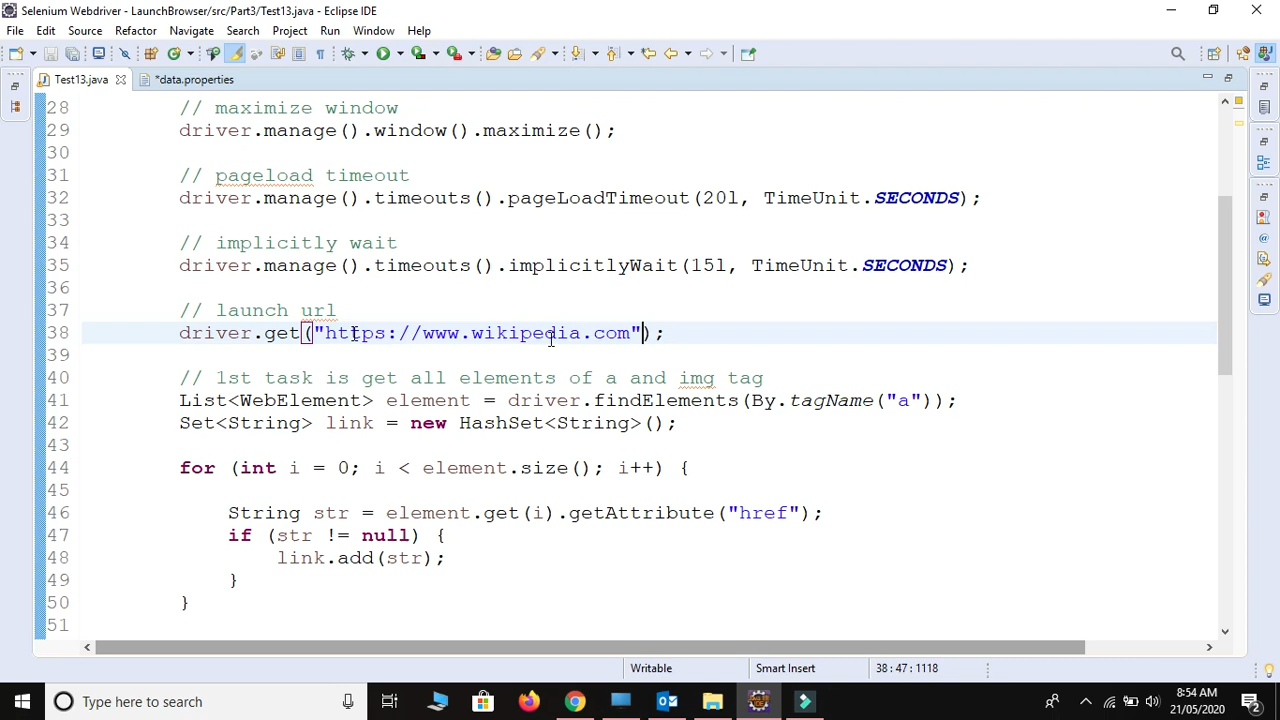 Selenium Webdriver - LaunchBrowser/src/Part3/Test13.java - Eclipse IDE
File Edit Source Refactor Navigate Search Project Run Window Help
Test13.java *data.properties
28 // maximize window
29 driver.manage().window().maximize();
30
31 // pageload timeout
32 driver.manage().timeouts().pageLoadTimeout(20l, TimeUnit.SECONDS);
33
34 // implicitly wait
35 driver.manage().timeouts().implicitlyWait(15l, TimeUnit.SECONDS);
36
37 // launch url
38 driver.get("https://www.wikipedia.com");
39
40 // 1st task is get all elements of a and img tag
41 List<WebElement> element = driver.findElements(By.tagName("a"));
42 Set<String> link = new HashSet<String>();
43
44 for (int i = 0; i < element.size(); i++) {
45
46 String str = element.get(i).getAttribute("href");
47 if (str != null) {
48 link.add(str);
49 }
50 }
51
Writable Smart Insert 38 : 47 : 1118
Type here to search
8:54 AM
21/05/2020
2